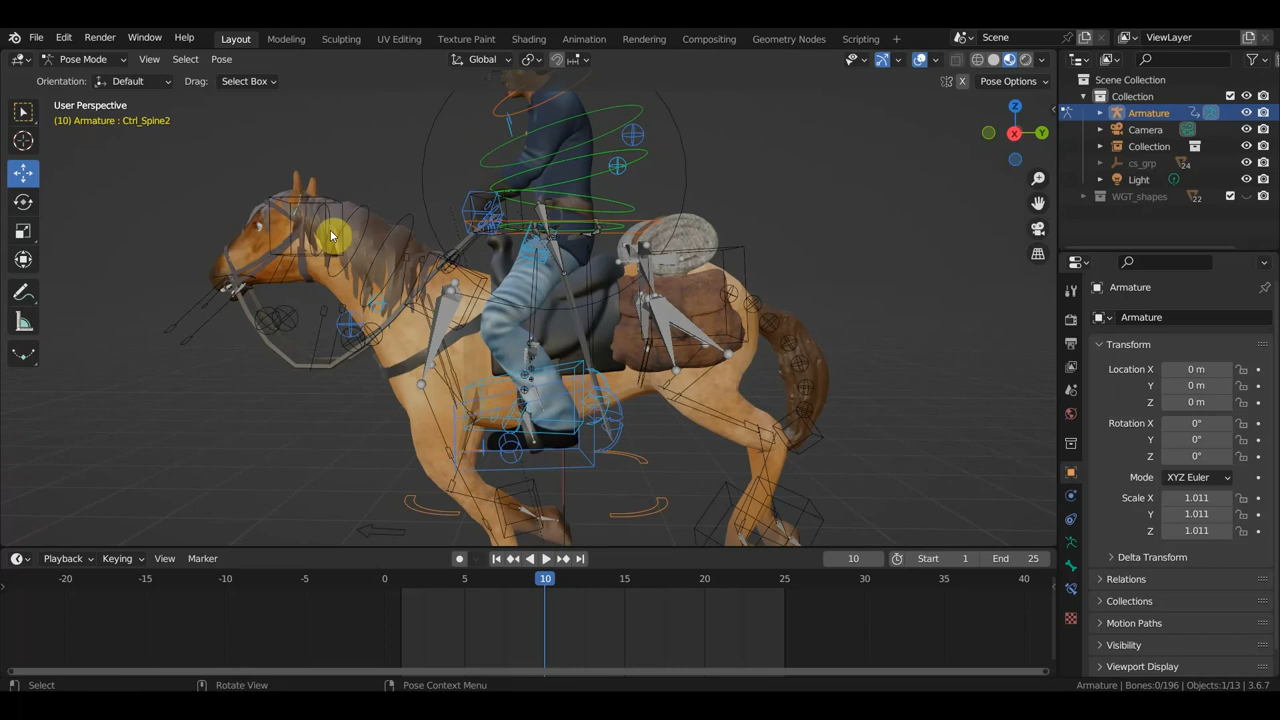 File Edit Render Window Help Layout Modeling Sculpting UV Editing Texture Paint Shading Animation Rendering Compositing Geometry Nodes Scripting + Scene ViewLayer
Pose Mode View Select Pose Global
Orientation: Default Drag: Select Box X Pose Options
User Perspective
(10) Armature : Ctrl_Spine2
Z
X
Y
Scene Collection
Collection
Armature
Camera
Collection
cs_grp 24
Light
WGT_shapes 22
Armature
Armature
Transform
Location X 0 m
Y 0 m
Z 0 m
Rotation X 0°
Y 0°
Z 0°
Mode XYZ Euler
Scale X 1.011
Y 1.011
Z 1.011
Delta Transform
Relations
Collections
Motion Paths
Visibility
Viewport Display
Playback Keying View Marker 10 Start 1 End 25
-20 -15 -10 -5 0 5 10 15 20 25 30 35 40
Select Rotate View Pose Context Menu Armature | Bones:0/196 | Objects:1/13 | 3.6.7